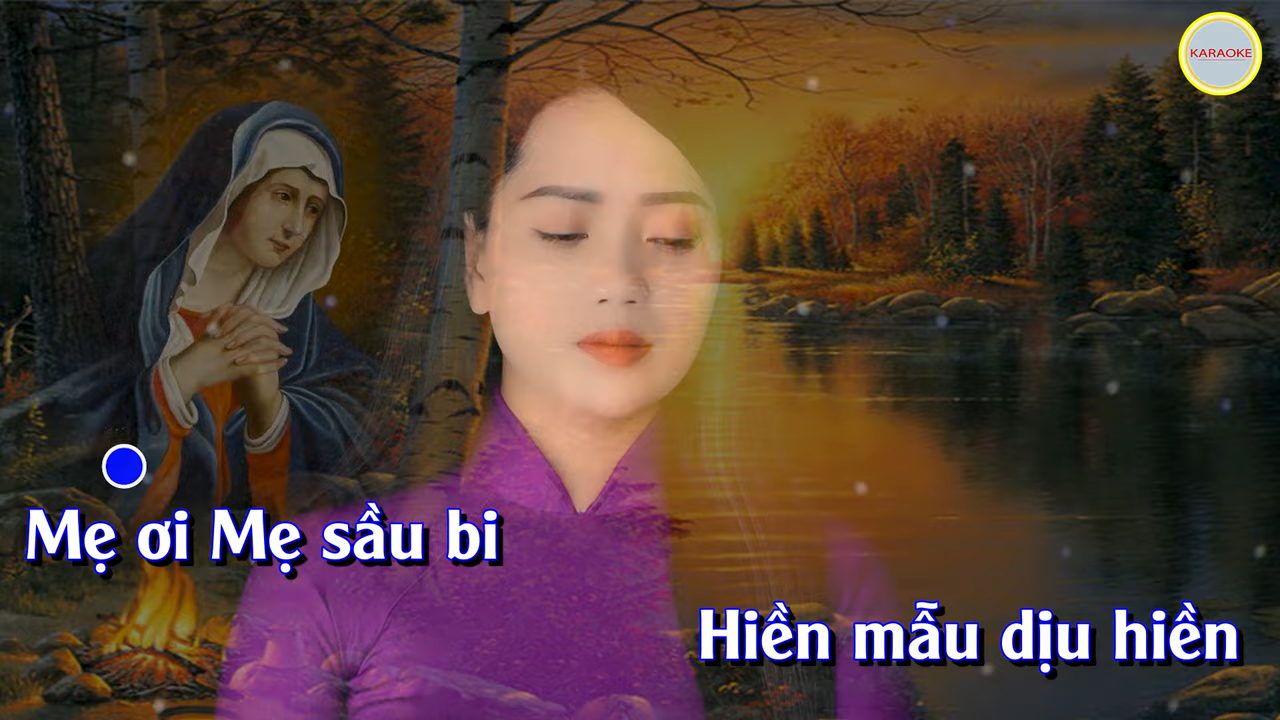 KARAOKE
Mẹ ơi Mẹ sầu bi
Hiền mẫu dịu hiền